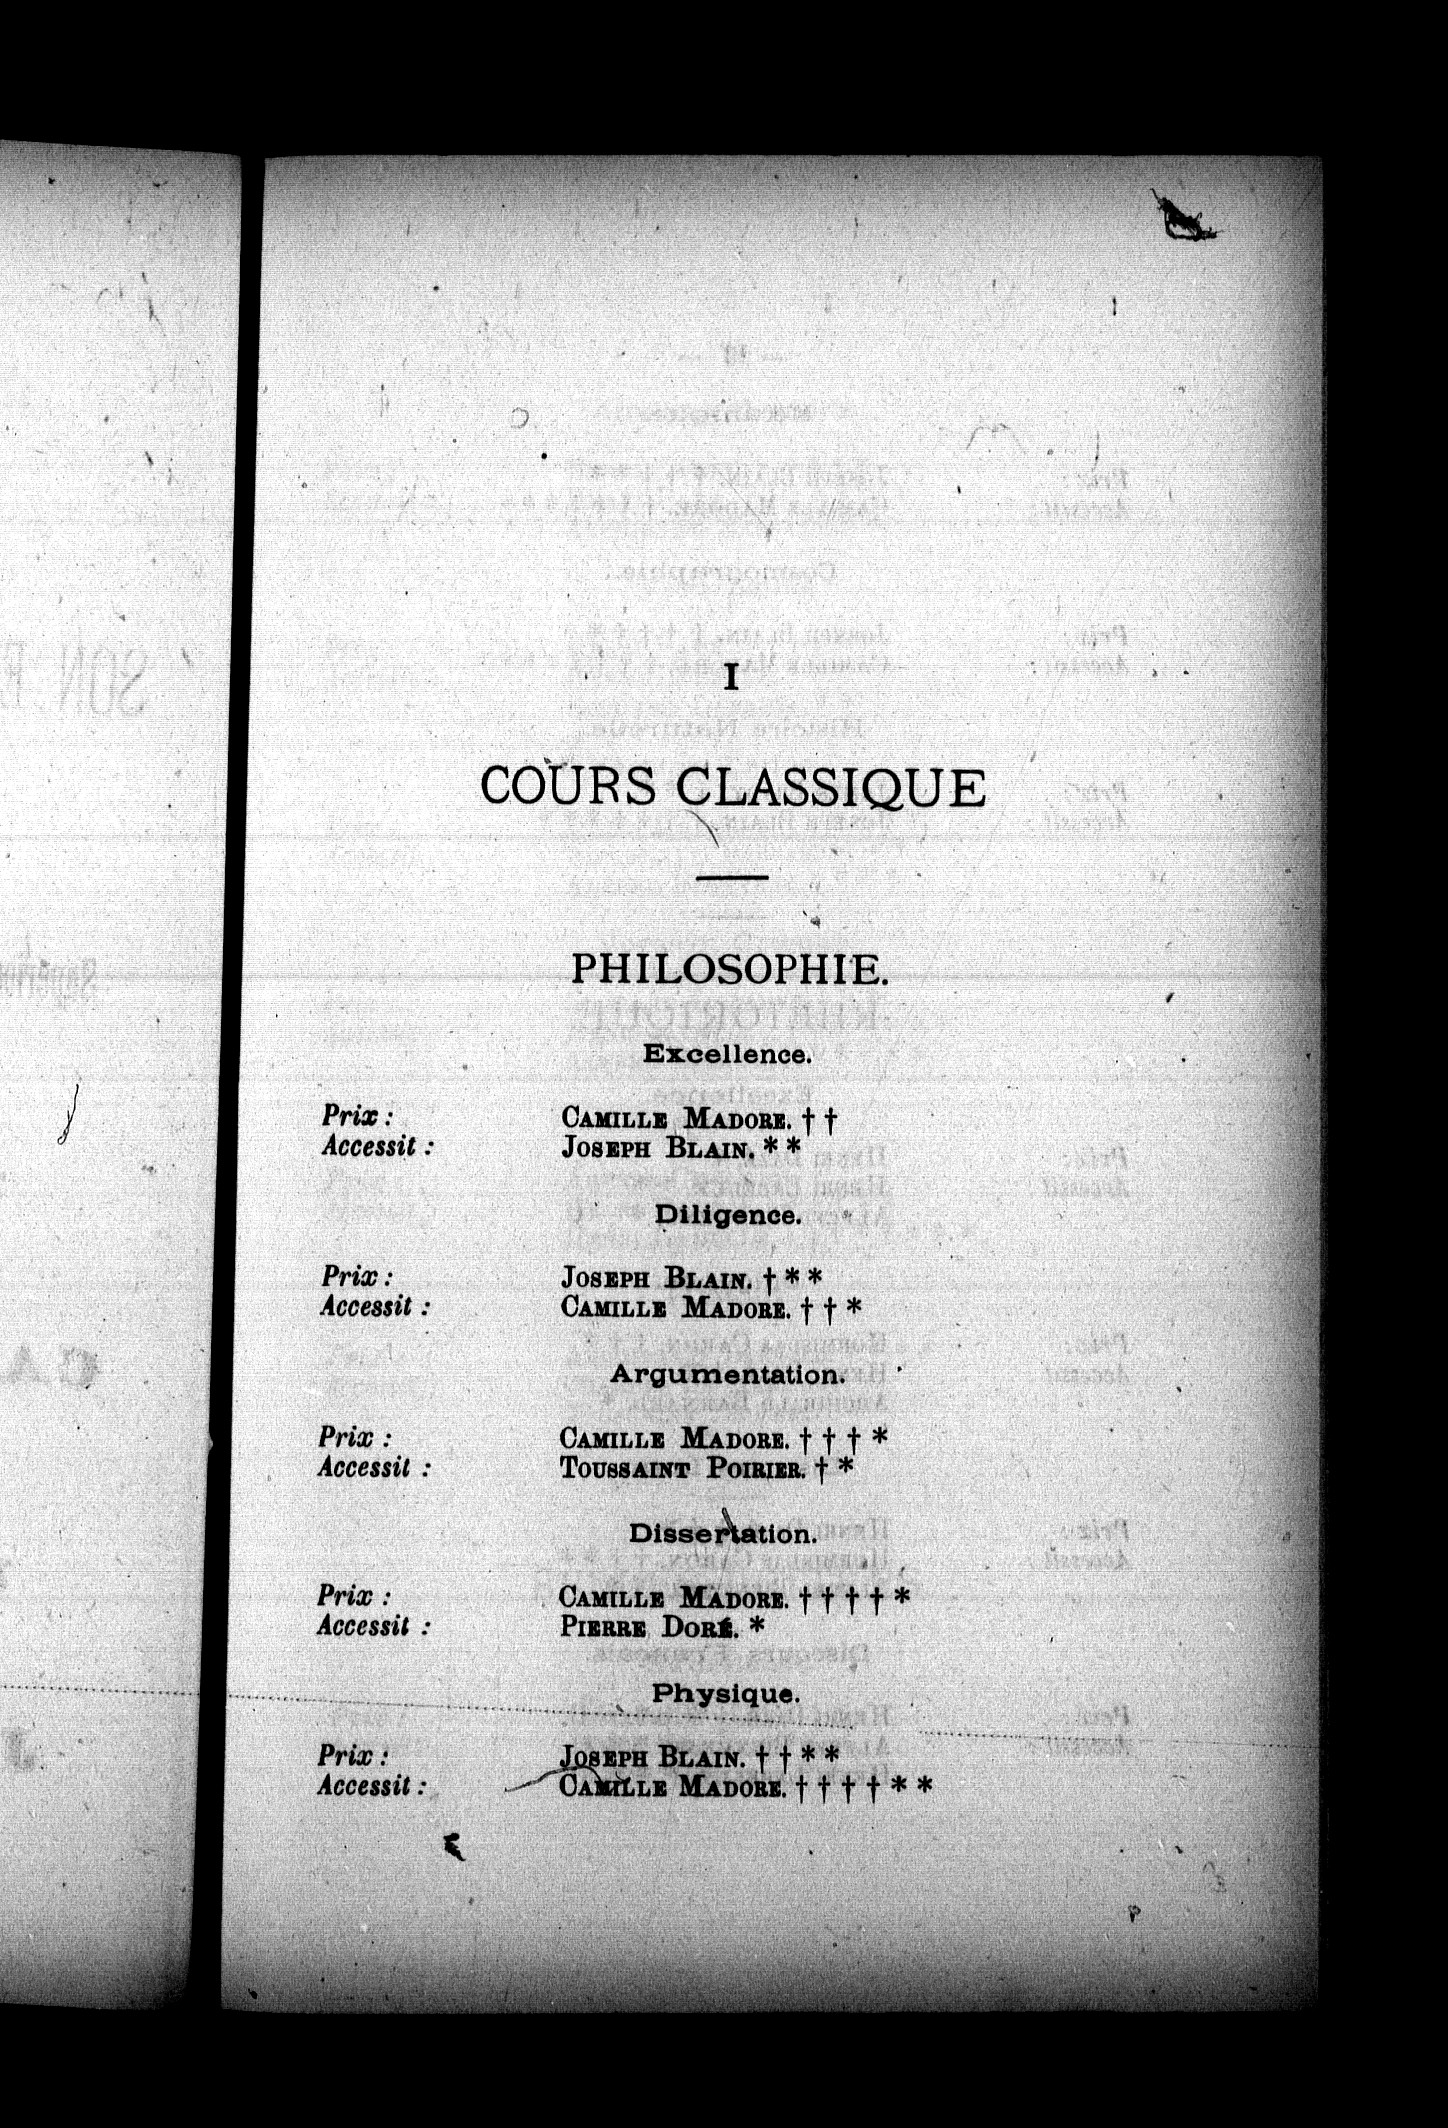 I
COURS CLASSIQUE
PHILOSOPHIE.
Excellence.
Prix : CAMILLE MADORE. † †
Accessit : JOSEPH BLAIN. * *
Diligence.
Prix : JOSEPH BLAIN. † * *
Accessit : CAMILLE MADORE. † † *
Argumentation.
Prix : CAMILLE MADORE. † † † *
Accessit : TOUSSAINT POIRIER. † *
Dissertation.
Prix : CAMILLE MADORE. † † † † *
Accessit : PIERRE DORÉ. *
Physique.
Prix : JOSEPH BLAIN. † † * *
Accessit : CAMILLE MADORE. † † † † * *